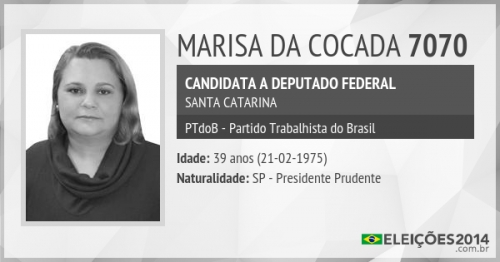 MARISA DA COCADA 7070
CANDIDATA A DEPUTADO FEDERAL
SANTA CATARINA
PTdoB - Partido Trabalhista do Brasil
Idade: 39 anos (21-02-1975)
Naturalidade: SP - Presidente Prudente
ELEIÇÕES2014
.com.br